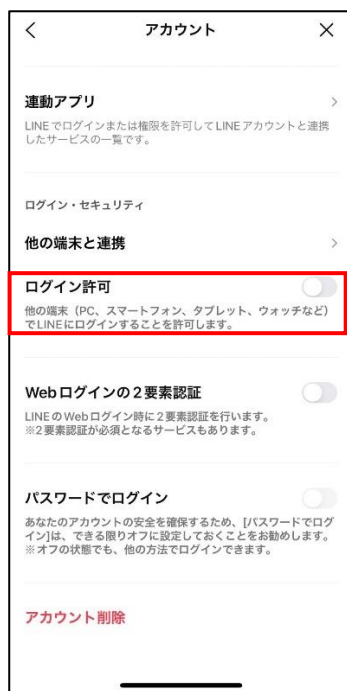 アカウント
連動アプリ
LINEでログインまたは権限を許可してLINEアカウントと連携
したサービスの一覧です。
ログイン・セキュリティ
他の端末と連携
ログイン許可
他の端末（PC、スマートフォン、タブレット、ウォッチなど）
でLINEにログインすることを許可します。
Webログインの2要素認証
LINEのWebログイン時に2要素認証を行います。
※2要素認証が必須となるサービスもあります。
パスワードでログイン
あなたのアカウントの安全を確保するため、[パスワードでログ
イン]は、できる限りオフに設定しておくことをお勧めします。
※オフの状態でも、他の方法でログインできます。
アカウント削除